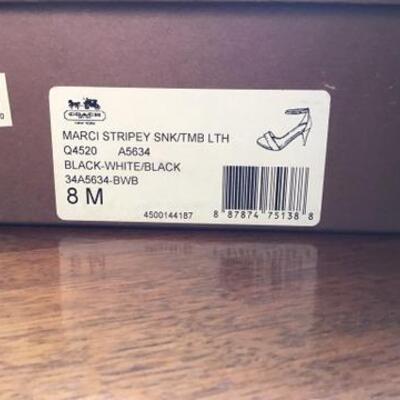 COACH
NEW YORK
MARCI STRIPEY SNK/TMB LTH
Q4520 A5634
BLACK-WHITE/BLACK
34A5634-BWB
8 M
4500144187
8 87874 75138 8
0